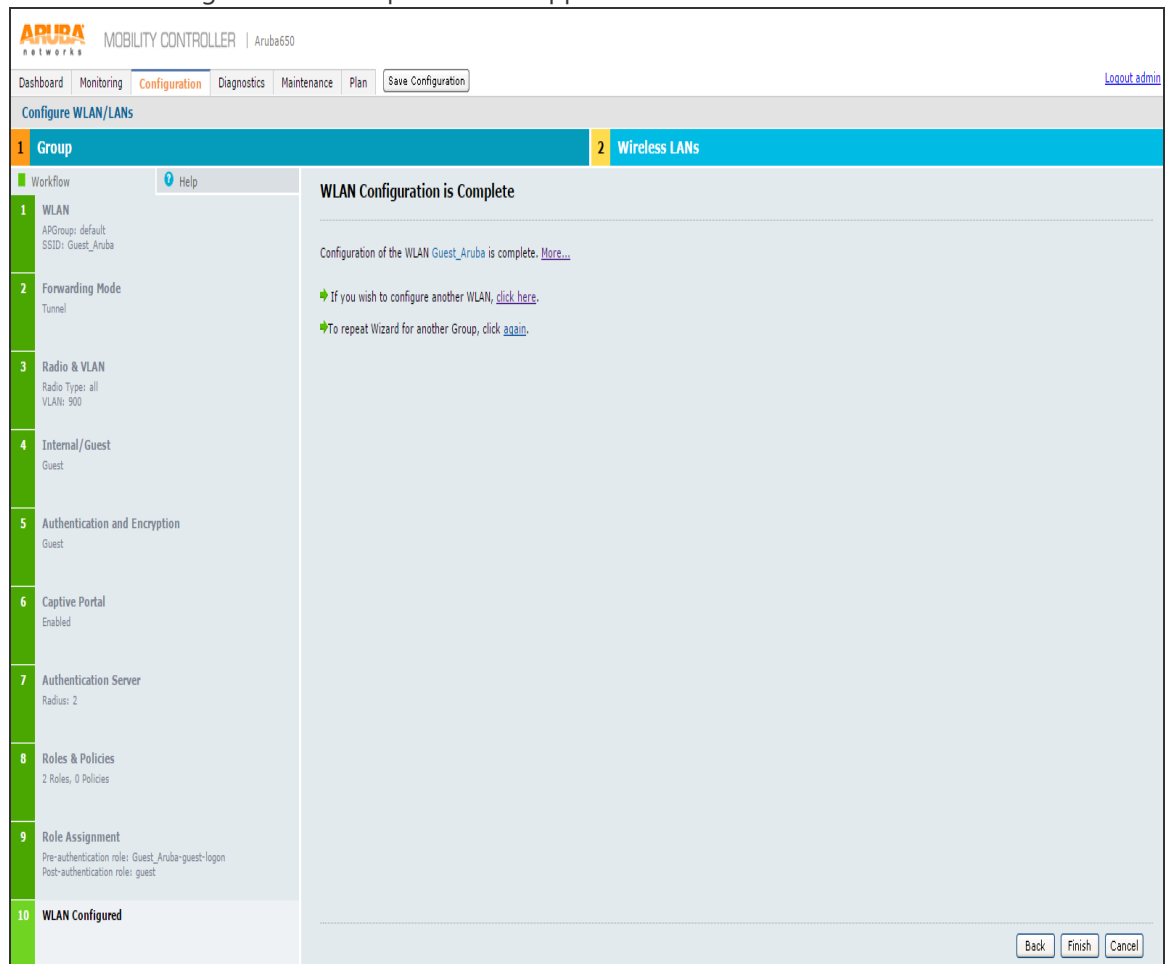 ARUBA networks MOBILITY CONTROLLER | Aruba650
Dashboard Monitoring Configuration Diagnostics Maintenance Plan Save Configuration Logout admin
Configure WLAN/LANs
1 Group 2 Wireless LANs
Workflow ? Help
WLAN Configuration is Complete
1 WLAN
APGroup: default
SSID: Guest_Aruba
Configuration of the WLAN Guest_Aruba is complete. More...
If you wish to configure another WLAN, click here.
To repeat Wizard for another Group, click again.
2 Forwarding Mode
Tunnel
3 Radio & VLAN
Radio Type: all
VLAN: 900
4 Internal/Guest
Guest
5 Authentication and Encryption
Guest
6 Captive Portal
Enabled
7 Authentication Server
Radius: 2
8 Roles & Policies
2 Roles, 0 Policies
9 Role Assignment
Pre-authentication role: Guest_Aruba-guest-logon
Post-authentication role: guest
10 WLAN Configured
Back Finish Cancel